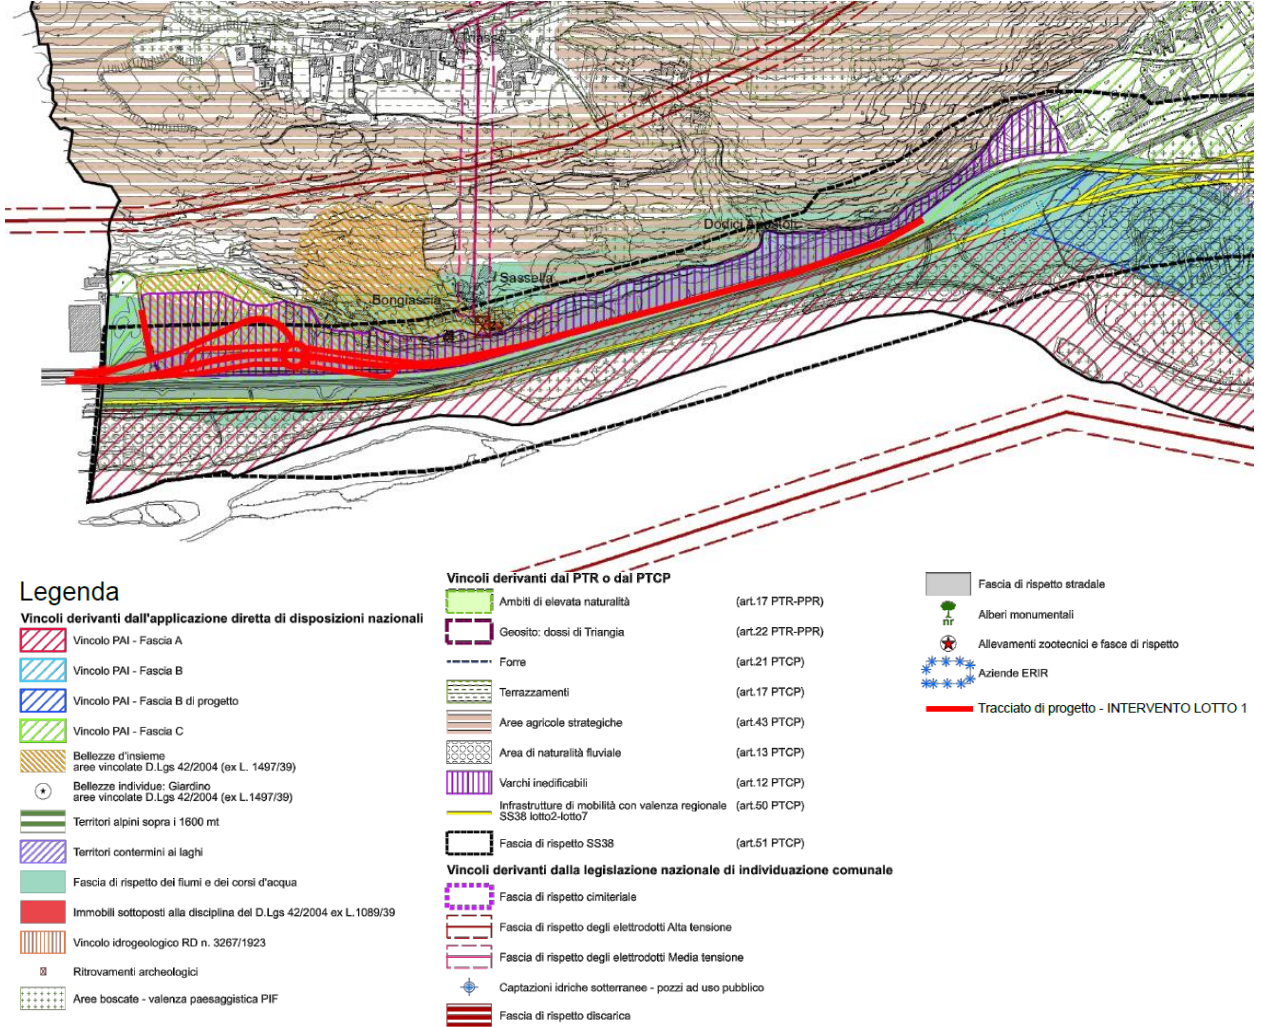 Triasso
Dodici Apostoli
Sassella
Bongiascia
Legenda
Vincoli derivanti dall'applicazione diretta di disposizioni nazionali
Vincolo PAI - Fascia A
Vincolo PAI - Fascia B
Vincolo PAI - Fascia B di progetto
Vincolo PAI - Fascia C
Bellezze d'insieme
aree vincolate D.Lgs 42/2004 (ex L. 1497/39)
Bellezze individue: Giardino
aree vincolate D.Lgs 42/2004 (ex L.1497/39)
Territori alpini sopra i 1600 mt
Territori contermini ai laghi
Fascia di rispetto dei fiumi e dei corsi d'acqua
Immobili sottoposti alla disciplina del D.Lgs 42/2004 ex L.1089/39
Vincolo idrogeologico RD n. 3267/1923
Ritrovamenti archeologici
Aree boscate - valenza paesaggistica PIF
Vincoli derivanti dal PTR o dal PTCP
Ambiti di elevata naturalità (art.17 PTR-PPR)
Geosito: dossi di Triangia (art.22 PTR-PPR)
Forre (art.21 PTCP)
Terrazzamenti (art.17 PTCP)
Aree agricole strategiche (art.43 PTCP)
Area di naturalità fluviale (art.13 PTCP)
Varchi inedificabili (art.12 PTCP)
Infrastrutture di mobilità con valenza regionale (art.50 PTCP)
SS38 lotto2-lotto7
Fascia di rispetto SS38 (art.51 PTCP)
Vincoli derivanti dalla legislazione nazionale di individuazione comunale
Fascia di rispetto cimiteriale
Fascia di rispetto degli elettrodotti Alta tensione
Fascia di rispetto degli elettrodotti Media tensione
Captazioni idriche sotterranee - pozzi ad uso pubblico
Fascia di rispetto discarica
Fascia di rispetto stradale
nr
Alberi monumentali
Allevamenti zootecnici e fasce di rispetto
Aziende ERIR
Tracciato di progetto - INTERVENTO LOTTO 1